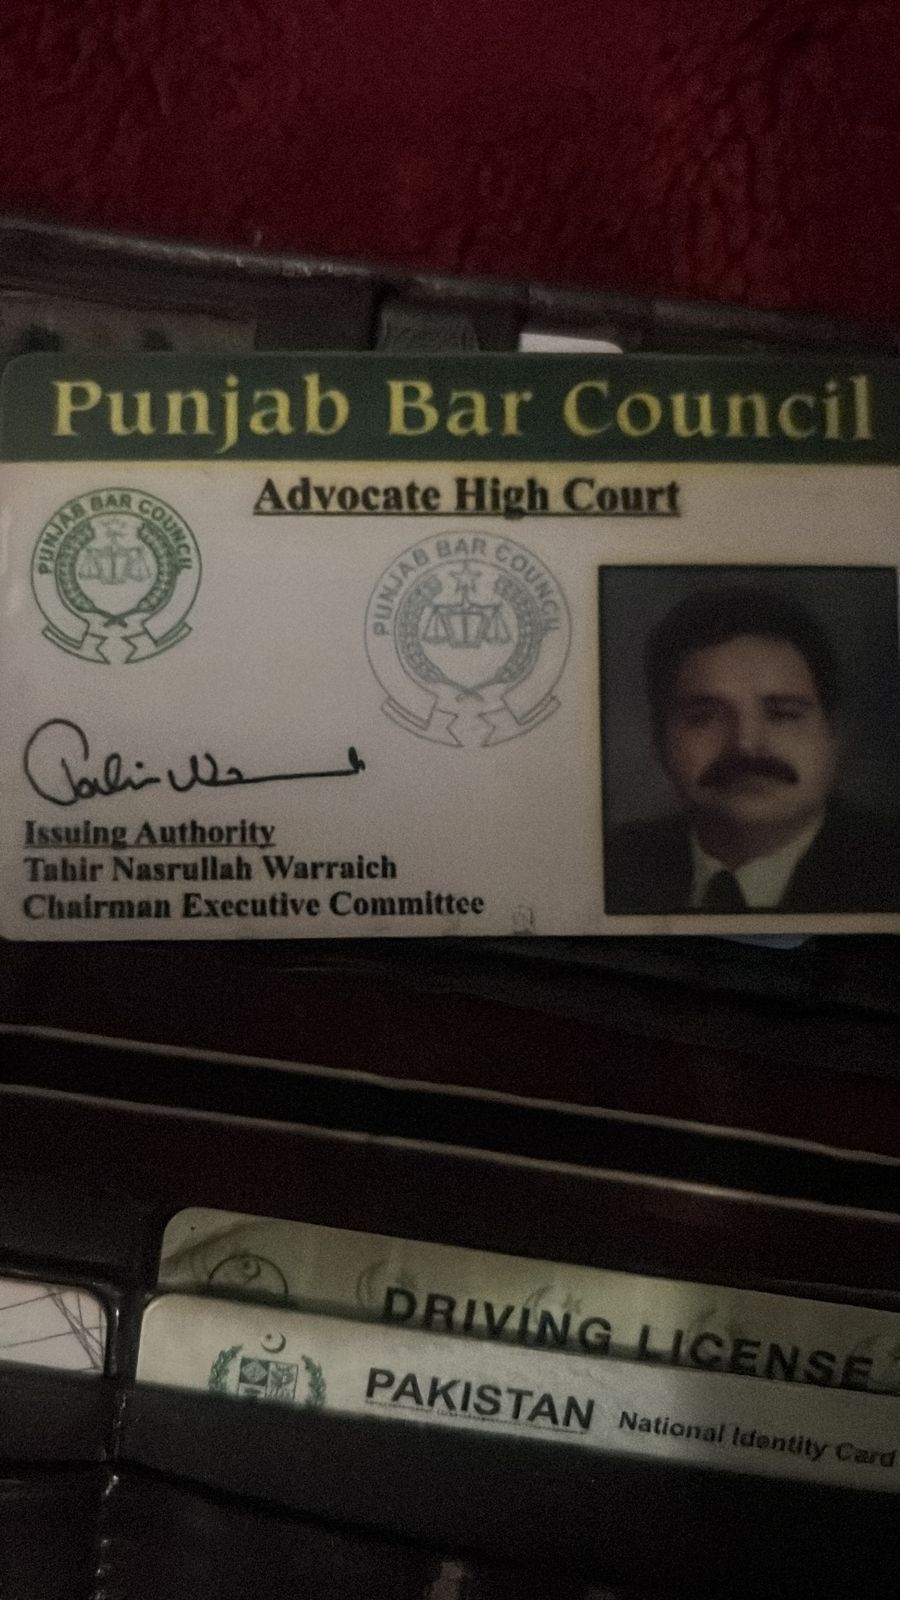 Punjab Bar Council
Advocate High Court
PUNJAB BAR COUNCIL
PUNJAB BAR COUNCIL
Issuing Authority
Tahir Nasrullah Warraich
Chairman Executive Committee
DRIVING LICENSE
PAKISTAN National Identity Card